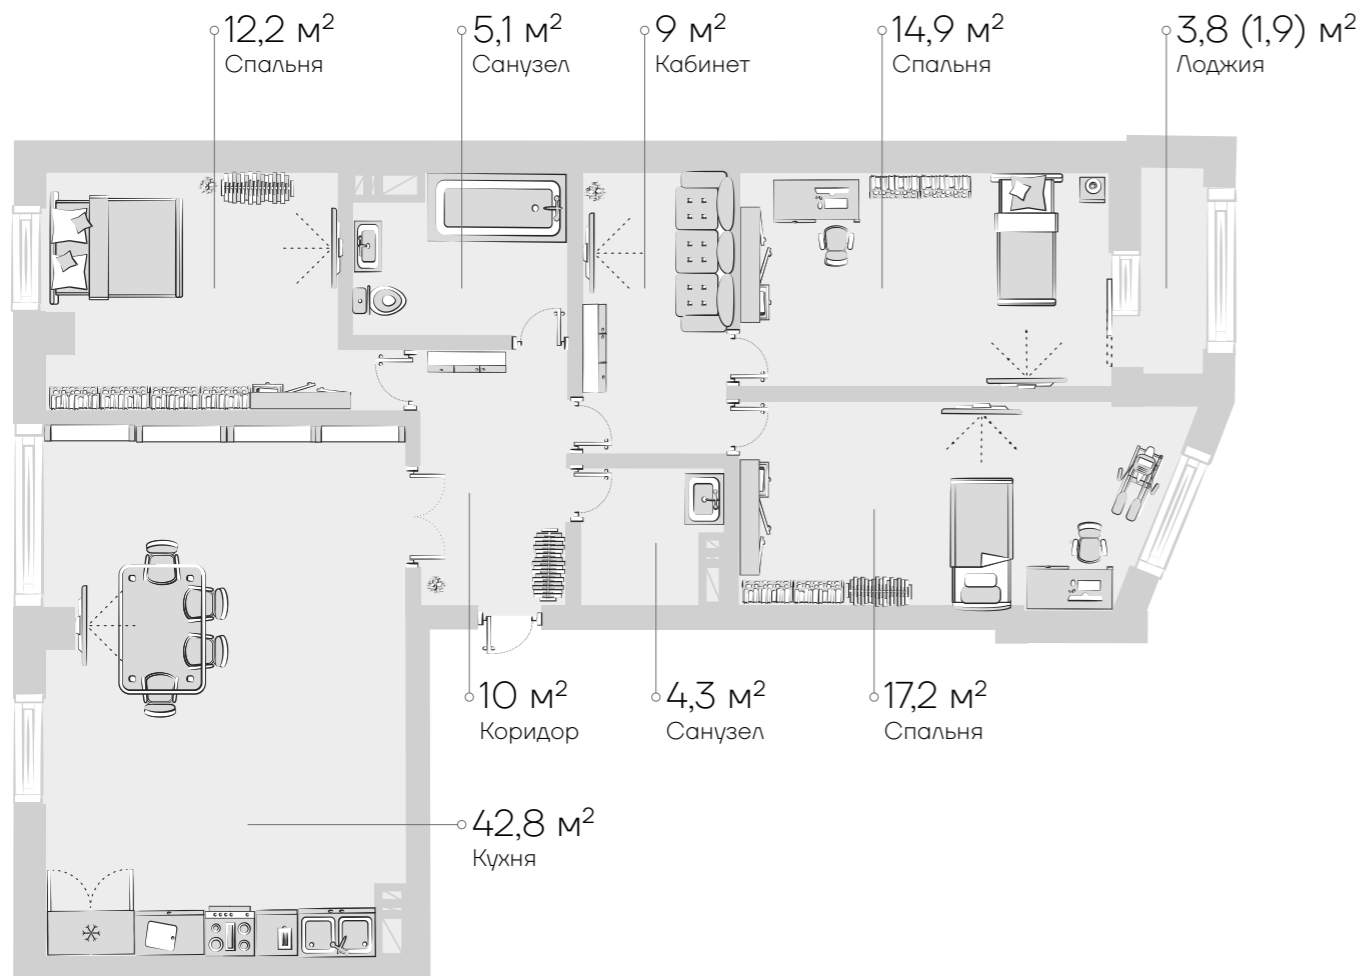 12,2 м²
Спальня
5,1 м²
Санузел
9 м²
Кабинет
14,9 м²
Спальня
3,8 (1,9) м²
Лоджия
10 м²
Коридор
4,3 м²
Санузел
17,2 м²
Спальня
42,8 м²
Кухня